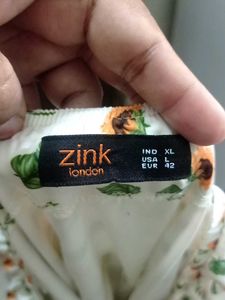 zink
london
IND XL
USA L
EUR 42